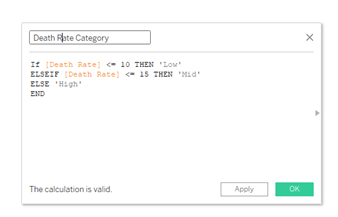 Death Rate Category
If [Death Rate] <= 10 THEN 'Low'
ELSEIF [Death Rate] <= 15 THEN 'Mid'
ELSE 'High'
END
The calculation is valid.
Apply
OK